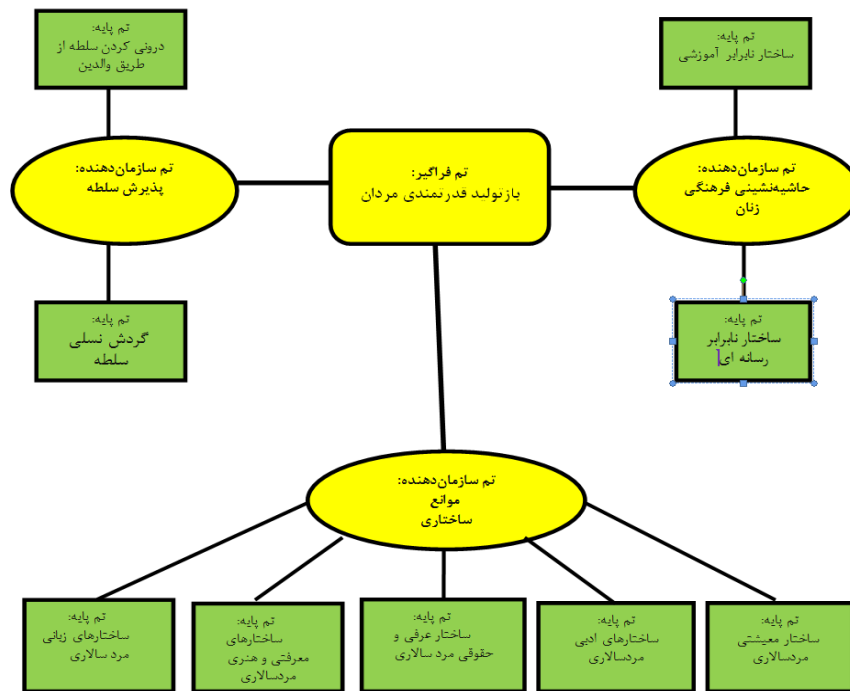 تم پایه:
ساختار نابرابر آموزشی
تم پایه:
درونی کردن سلطه از
طریق والدین
تم سازمان‌دهنده:
حاشیه‌نشینی فرهنگی
زنان
تم فراگیر:
بازتولید قدرتمندی مردان
تم سازمان‌دهنده:
پذیرش سلطه
تم پایه:
ساختار نابرابر
رسانه ای
تم پایه:
گردش نسلی
سلطه
تم سازمان‌دهنده:
موانع
ساختاری
تم پایه:
ساختار معیشتی
مردسالاری
تم پایه:
ساختارهای ادبی
مردسالاری
تم پایه:
ساختار عرفی و
حقوقی مرد سالاری
تم پایه:
ساختارهای
معرفتی و هنری
مردسالاری
تم پایه:
ساختارهای زبانی
مرد سالاری